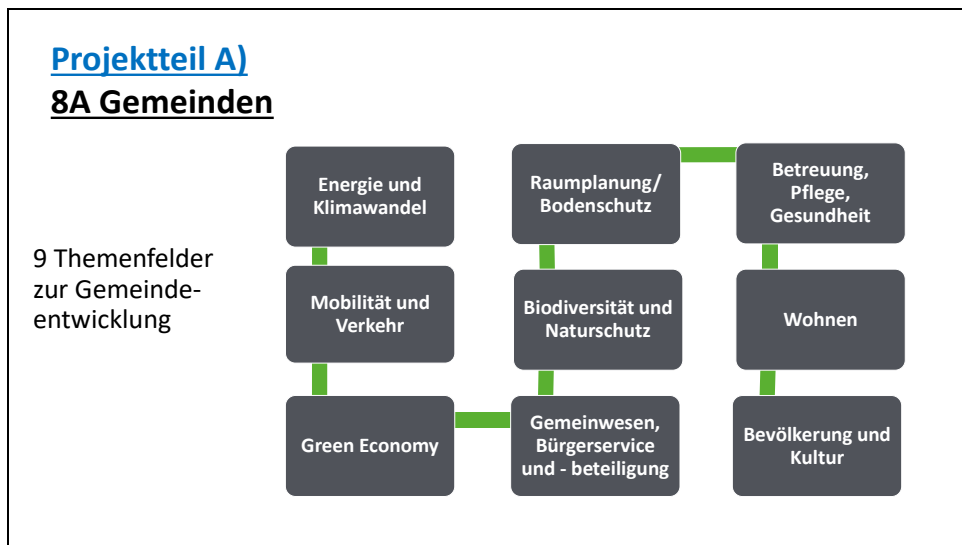 Projektteil A)
8A Gemeinden
9 Themenfelder
zur Gemeinde-
entwicklung
Energie und
Klimawandel
Mobilität und
Verkehr
Green Economy
Gemeinwesen,
Bürgerservice
und - beteiligung
Biodiversität und
Naturschutz
Raumplanung/
Bodenschutz
Betreuung,
Pflege,
Gesundheit
Wohnen
Bevölkerung und
Kultur